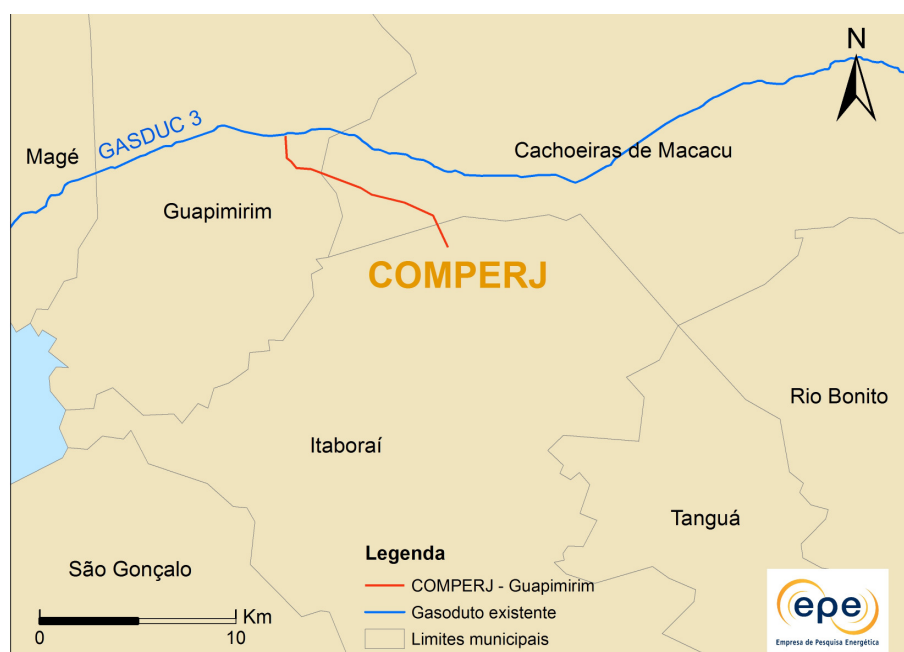 N
GASDUC 3
Magé
Cachoeiras de Macacu
Guapimirim
COMPERJ
Rio Bonito
Itaboraí
Tanguá
São Gonçalo
Legenda
COMPERJ - Guapimirim
Gasoduto existente
Limites municipais
Km
0 10
epe
Empresa de Pesquisa Energética